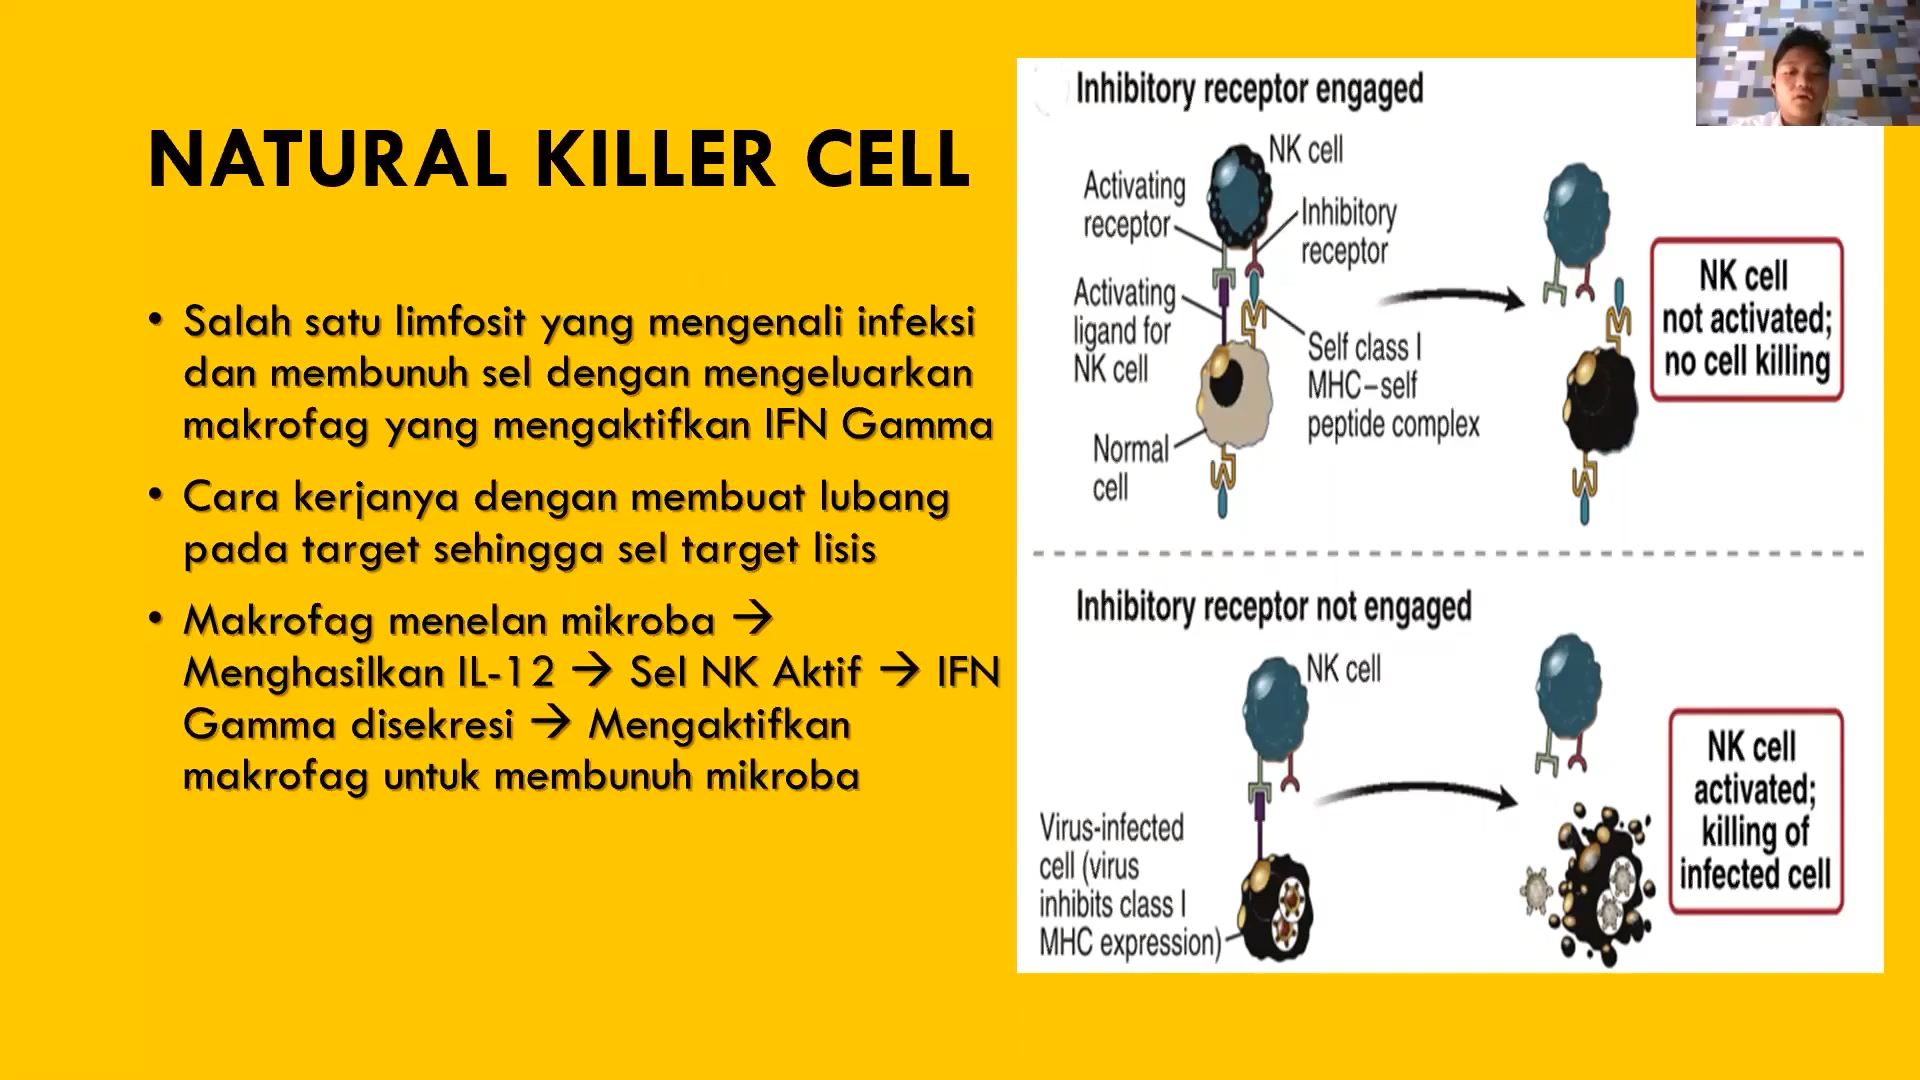 NATURAL KILLER CELL
• Salah satu limfosit yang mengenali infeksi
dan membunuh sel dengan mengeluarkan
makrofag yang mengaktifkan IFN Gamma
• Cara kerjanya dengan membuat lubang
pada target sehingga sel target lisis
• Makrofag menelan mikroba →
Menghasilkan IL-12 → Sel NK Aktif → IFN
Gamma disekresi → Mengaktifkan
makrofag untuk membunuh mikroba
Inhibitory receptor engaged
NK cell
Activating
receptor
Inhibitory
receptor
Activating
ligand for
NK cell
Self class I
MHC–self
peptide complex
Normal
cell
NK cell
not activated;
no cell killing
Inhibitory receptor not engaged
NK cell
Virus-infected
cell (virus
inhibits class I
MHC expression)
NK cell
activated;
killing of
infected cell